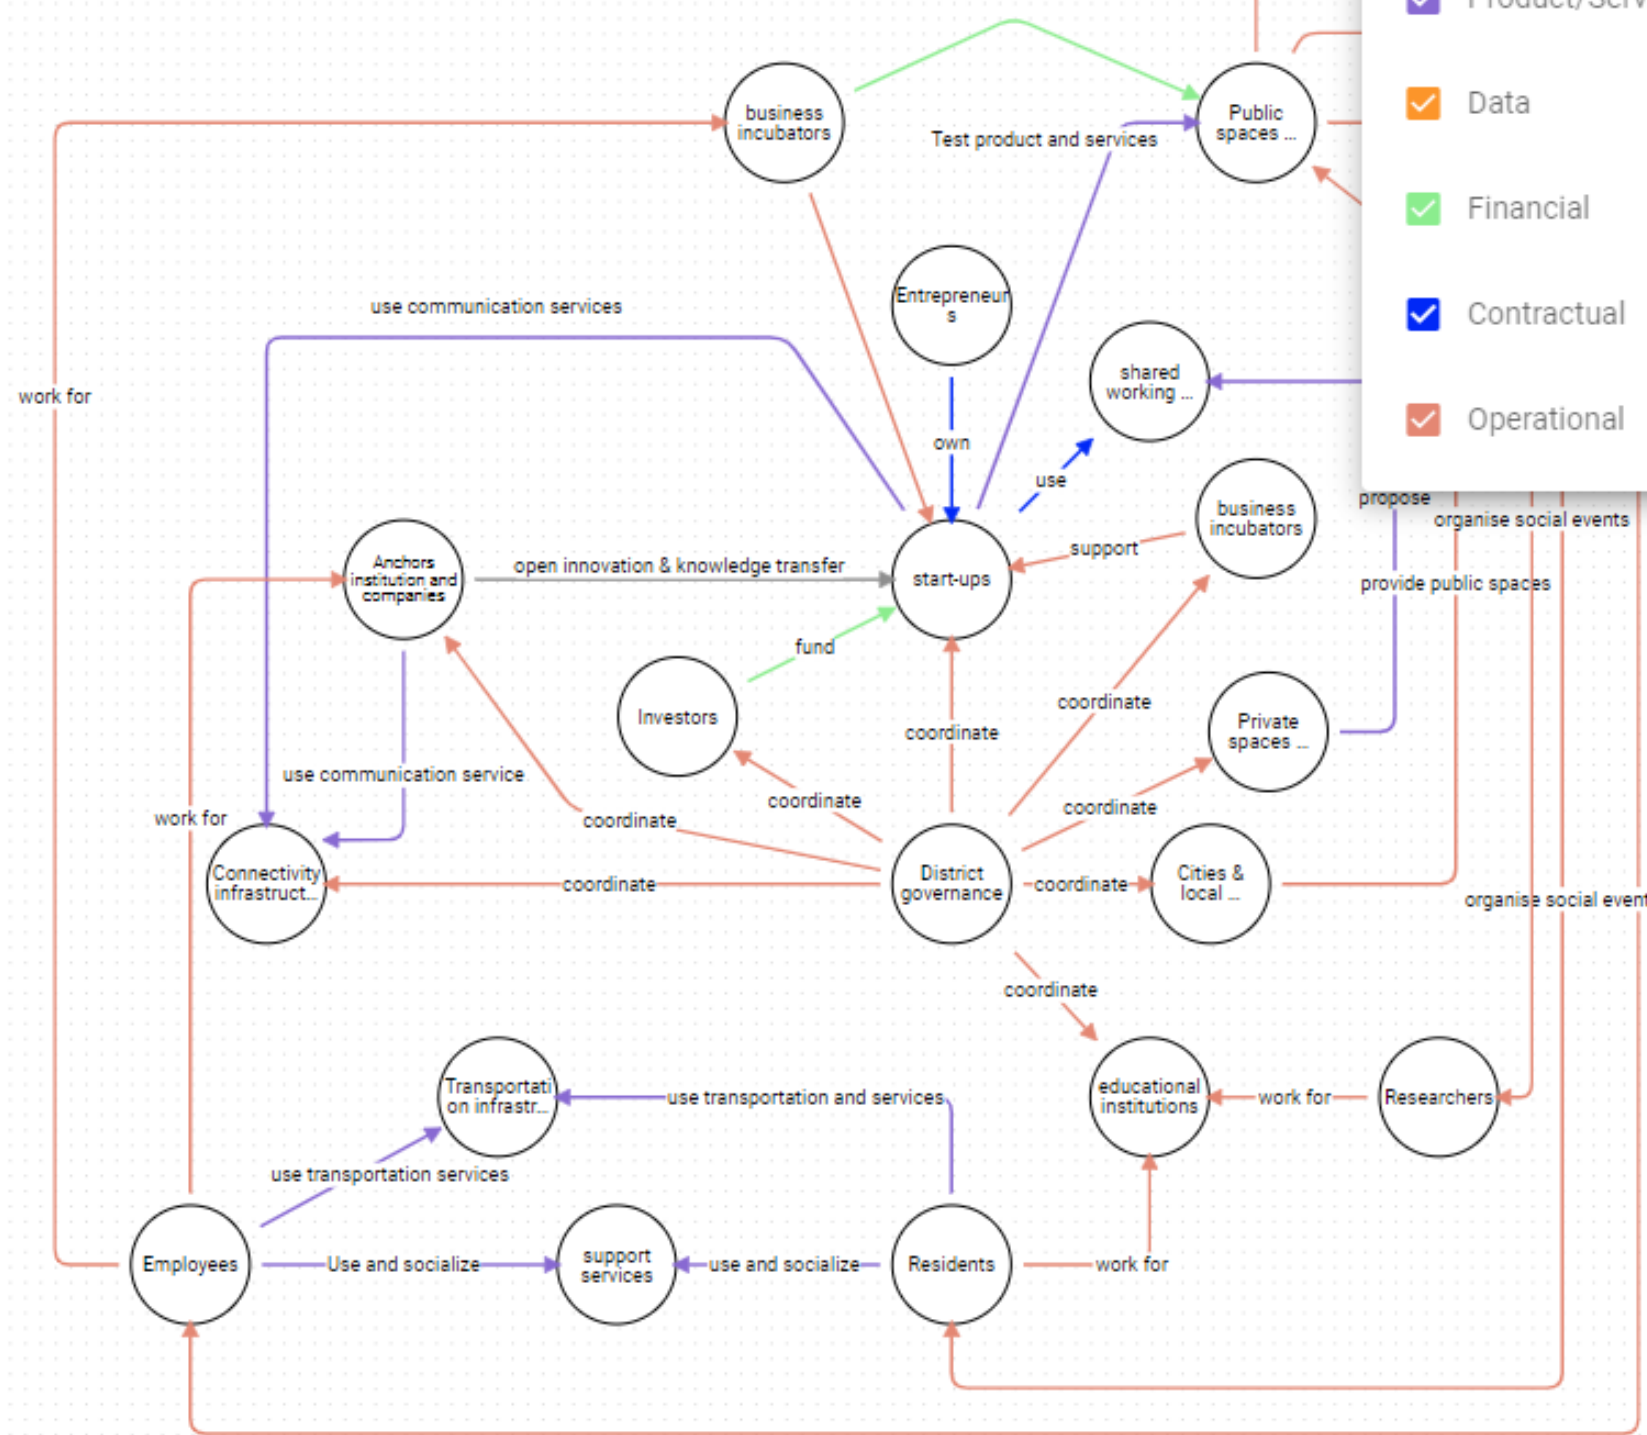 Data
Financial
Contractual
Operational
business
incubators
Public
spaces ...
Test product and services
Entrepreneur
s
use communication services
shared
working ...
work for
own
use
business
incubators
propose
organise social events
support
Anchors
institution and
companies
open innovation & knowledge transfer
start-ups
provide public spaces
fund
Investors
coordinate
coordinate
Private
spaces ...
use communication service
coordinate
coordinate
coordinate
work for
Connectivity
infrastruct...
coordinate
District
governance
coordinate
Cities &
local ...
organise social event
coordinate
Transportati
on infrastr...
use transportation and services
educational
institutions
work for
Researchers
use transportation services
Employees
Use and socialize
support
services
use and socialize
Residents
work for